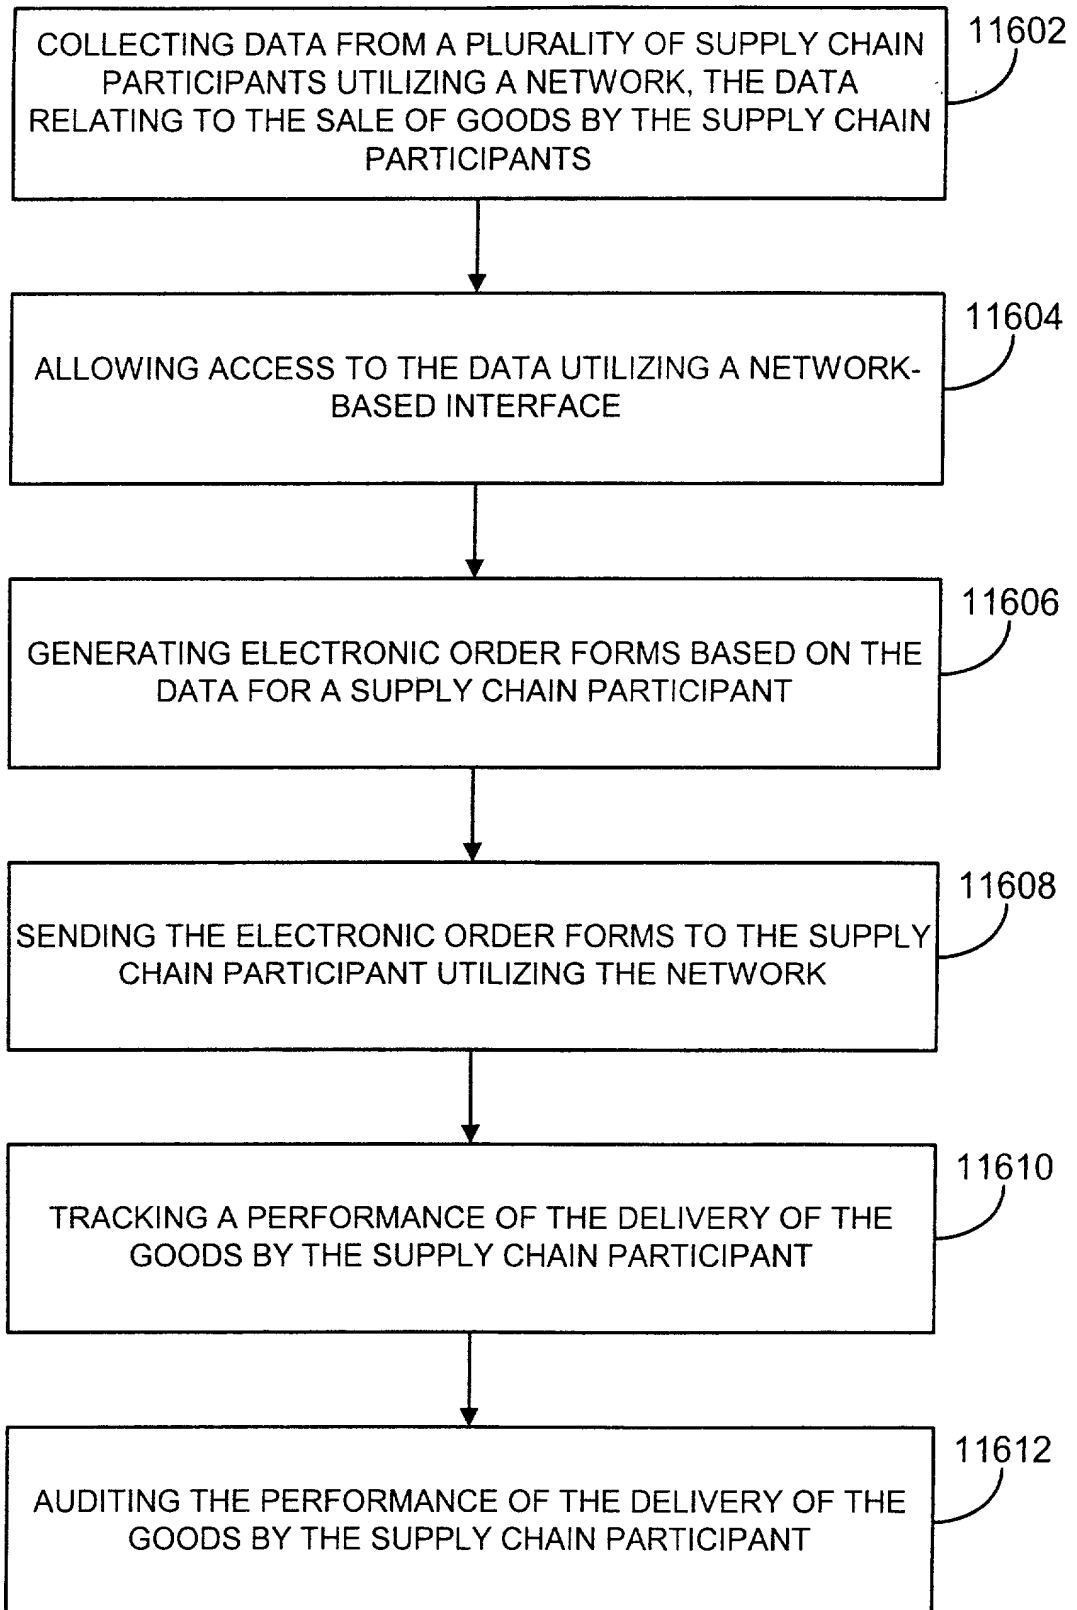 COLLECTING DATA FROM A PLURALITY OF SUPPLY CHAIN
PARTICIPANTS UTILIZING A NETWORK, THE DATA
RELATING TO THE SALE OF GOODS BY THE SUPPLY CHAIN
PARTICIPANTS
11602
ALLOWING ACCESS TO THE DATA UTILIZING A NETWORK-
BASED INTERFACE
11604
GENERATING ELECTRONIC ORDER FORMS BASED ON THE
DATA FOR A SUPPLY CHAIN PARTICIPANT
11606
SENDING THE ELECTRONIC ORDER FORMS TO THE SUPPLY
CHAIN PARTICIPANT UTILIZING THE NETWORK
11608
TRACKING A PERFORMANCE OF THE DELIVERY OF THE
GOODS BY THE SUPPLY CHAIN PARTICIPANT
11610
AUDITING THE PERFORMANCE OF THE DELIVERY OF THE
GOODS BY THE SUPPLY CHAIN PARTICIPANT
11612